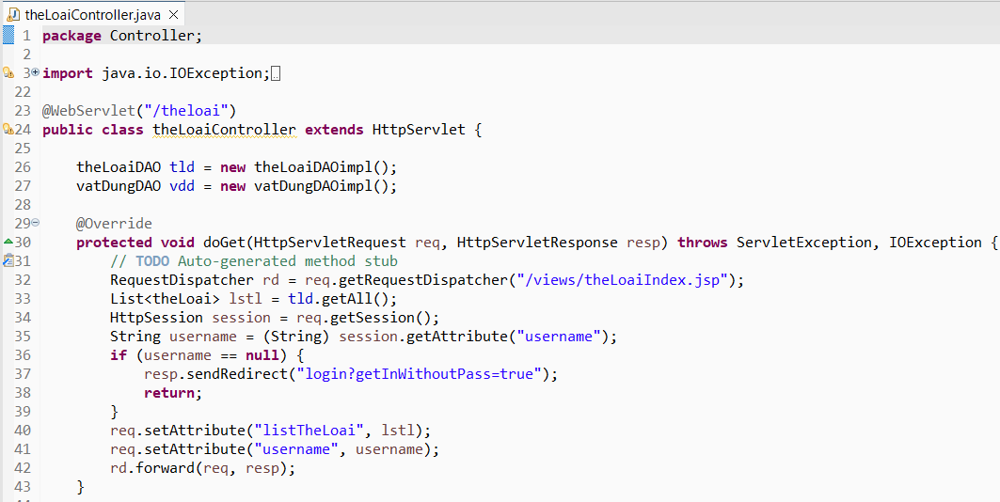 theLoaiController.java
1 package Controller;
2
3 import java.io.IOException;
22
23 @WebServlet("/theloai")
24 public class theLoaiController extends HttpServlet {
25
26 theLoaiDAO tld = new theLoaiDAOimpl();
27 vatDungDAO vdd = new vatDungDAOimpl();
28
29 @Override
30 protected void doGet(HttpServletRequest req, HttpServletResponse resp) throws ServletException, IOException {
31 // TODO Auto-generated method stub
32 RequestDispatcher rd = req.getRequestDispatcher("/views/theLoaiIndex.jsp");
33 List<theLoai> lstl = tld.getAll();
34 HttpSession session = req.getSession();
35 String username = (String) session.getAttribute("username");
36 if (username == null) {
37 resp.sendRedirect("login?getInWithoutPass=true");
38 return;
39 }
40 req.setAttribute("listTheLoai", lstl);
41 req.setAttribute("username", username);
42 rd.forward(req, resp);
43 }